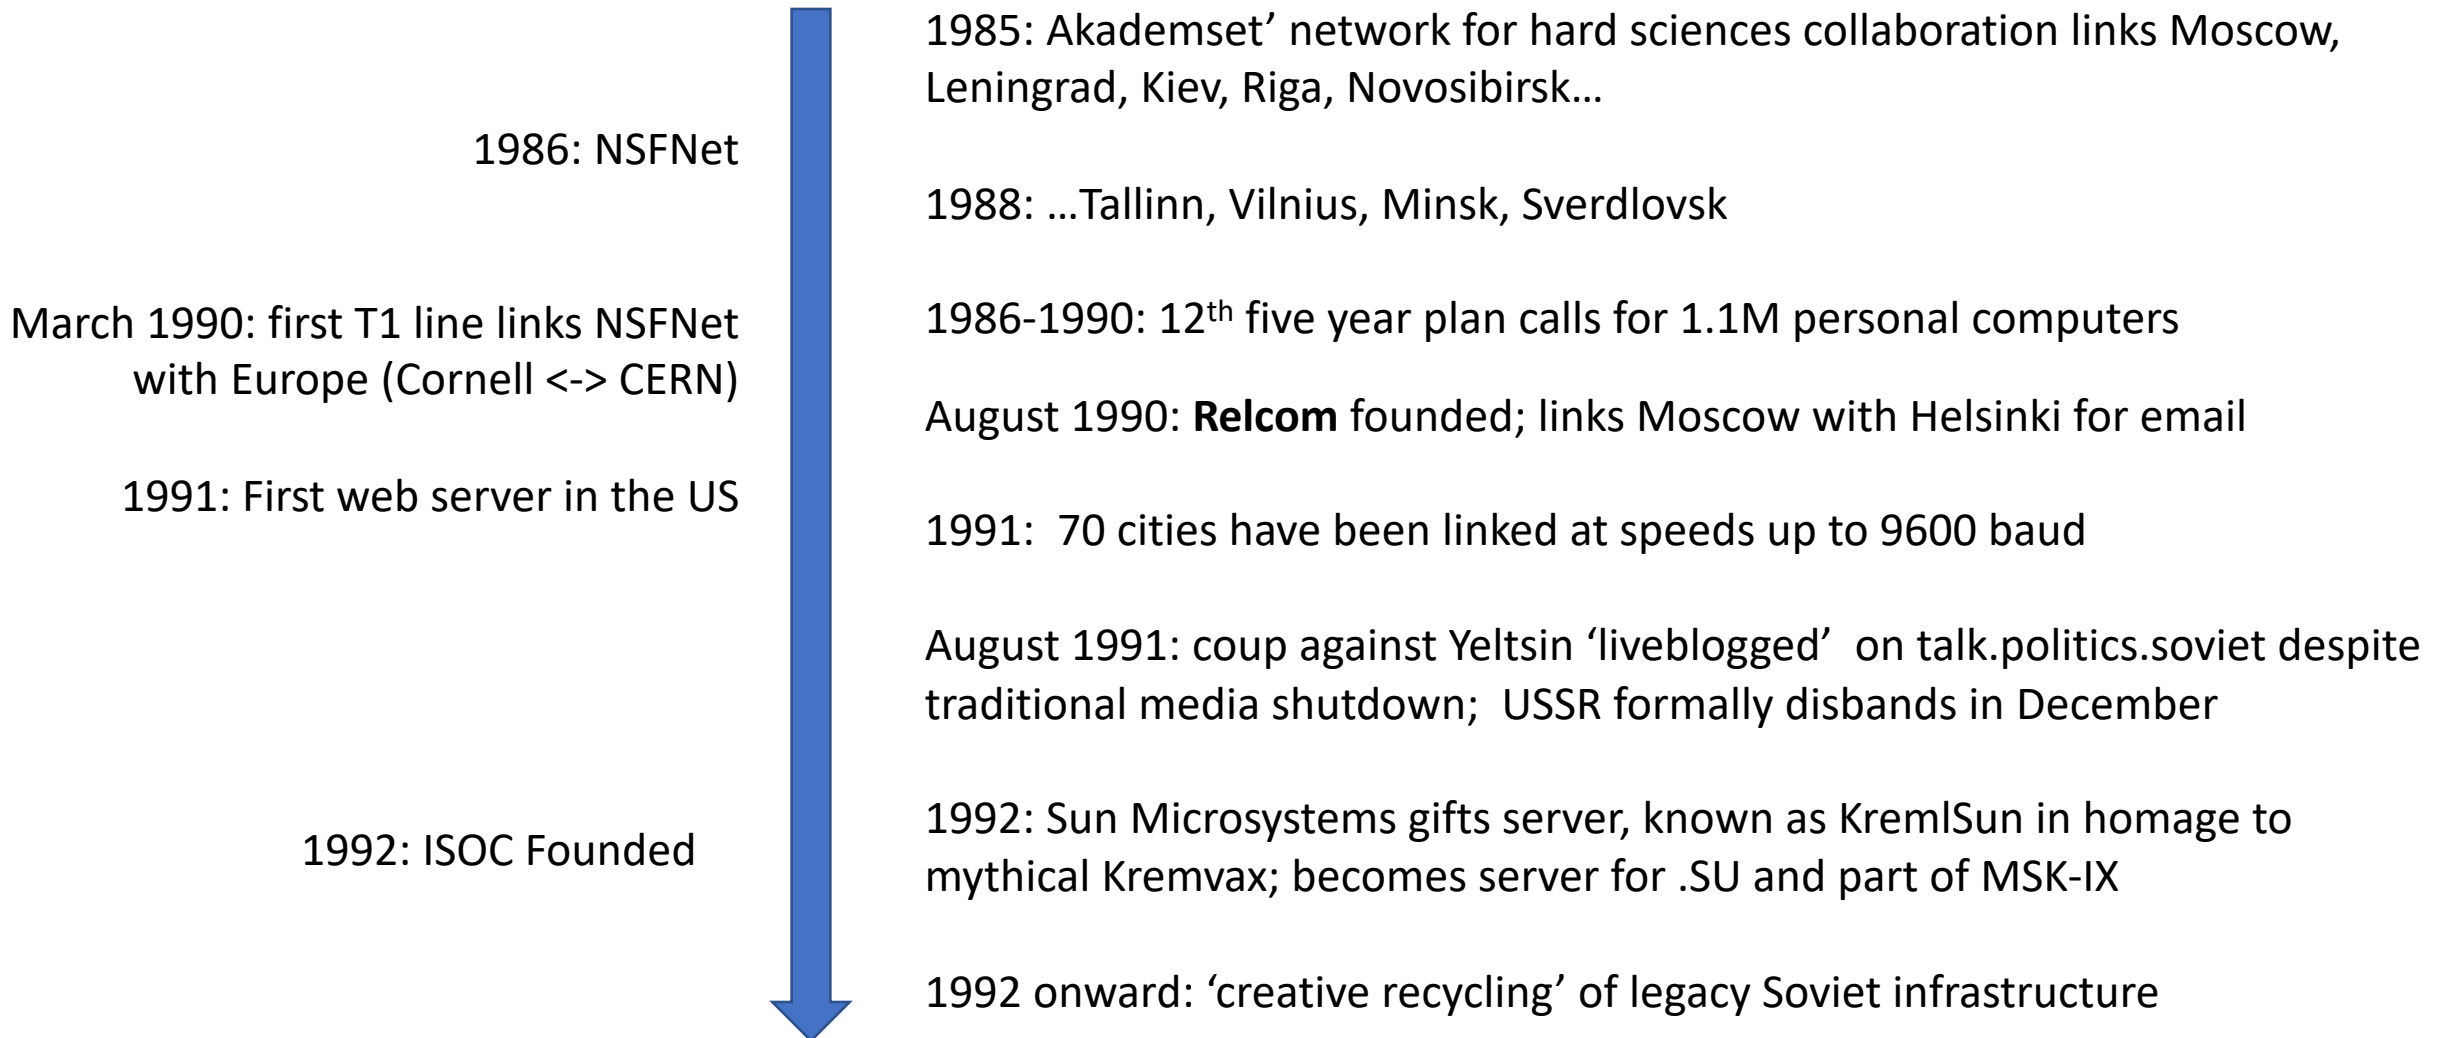 1985: Akademset’ network for hard sciences collaboration links Moscow,
Leningrad, Kiev, Riga, Novosibirsk…
1986: NSFNet
1988: …Tallinn, Vilnius, Minsk, Sverdlovsk
March 1990: first T1 line links NSFNet
with Europe (Cornell <-> CERN)
1986-1990: 12th five year plan calls for 1.1M personal computers
August 1990: Relcom founded; links Moscow with Helsinki for email
1991: First web server in the US
1991:  70 cities have been linked at speeds up to 9600 baud
August 1991: coup against Yeltsin ‘liveblogged’  on talk.politics.soviet despite
traditional media shutdown;  USSR formally disbands in December
1992: ISOC Founded
1992: Sun Microsystems gifts server, known as KremlSun in homage to
mythical Kremvax; becomes server for .SU and part of MSK-IX
1992 onward: ‘creative recycling’ of legacy Soviet infrastructure